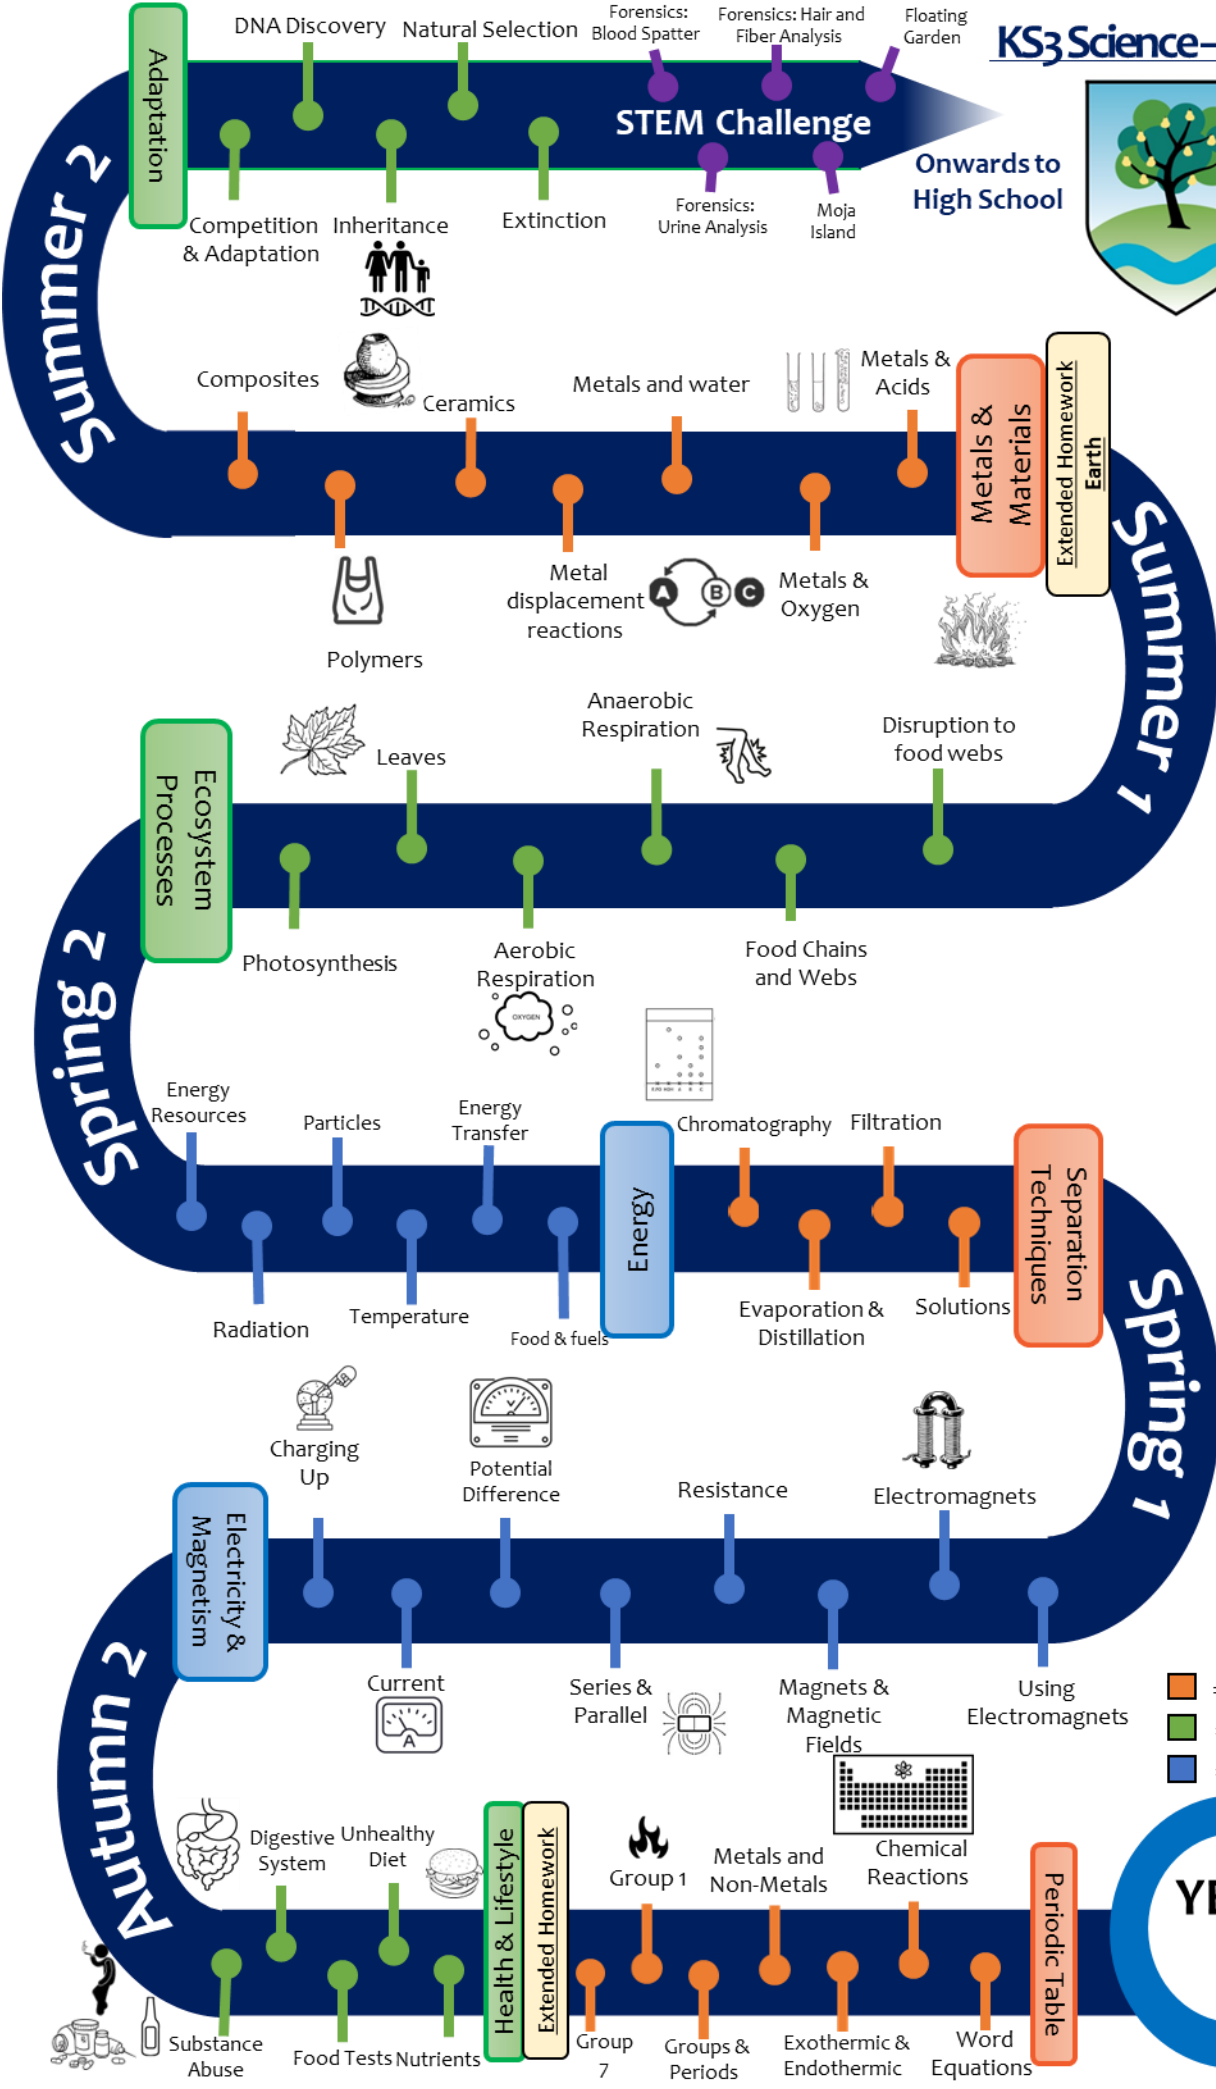 DNA Discovery
Natural Selection
Forensics:
Blood Spatter
Forensics: Hair and
Fiber Analysis
Floating
Garden
KS3 Science–
Adaptation
STEM Challenge
Onwards to
High School
Competition
& Adaptation
Inheritance
Extinction
Forensics:
Urine Analysis
Moja
Island
Summer 2
Composites
Ceramics
Metals and water
Metals &
Acids
Metals &
Materials
Extended Homework
Earth
Polymers
Metal
displacement
reactions
A
B
C
Metals &
Oxygen
Summer 1
Leaves
Anaerobic
Respiration
Disruption to
food webs
Ecosystem
Processes
Photosynthesis
Aerobic
Respiration
OXYGEN
Food Chains
and Webs
Spring 2
Energy
Resources
Particles
Energy
Transfer
Chromatography
Filtration
Energy
Separation
Techniques
Radiation
Temperature
Food & fuels
Evaporation &
Distillation
Solutions
Spring 1
Charging
Up
V
Potential
Difference
Resistance
Electromagnets
Electricity &
Magnetism
Current
A
Series &
Parallel
Magnets &
Magnetic
Fields
Using
Electromagnets
=
Autumn 2
Digestive
System
Unhealthy
Diet
Health & Lifestyle
Extended Homework
Group 1
Metals and
Non-Metals
Chemical
Reactions
Periodic Table
YE
Substance
Abuse
Food Tests
Nutrients
Group
7
Groups &
Periods
Exothermic &
Endothermic
Word
Equations